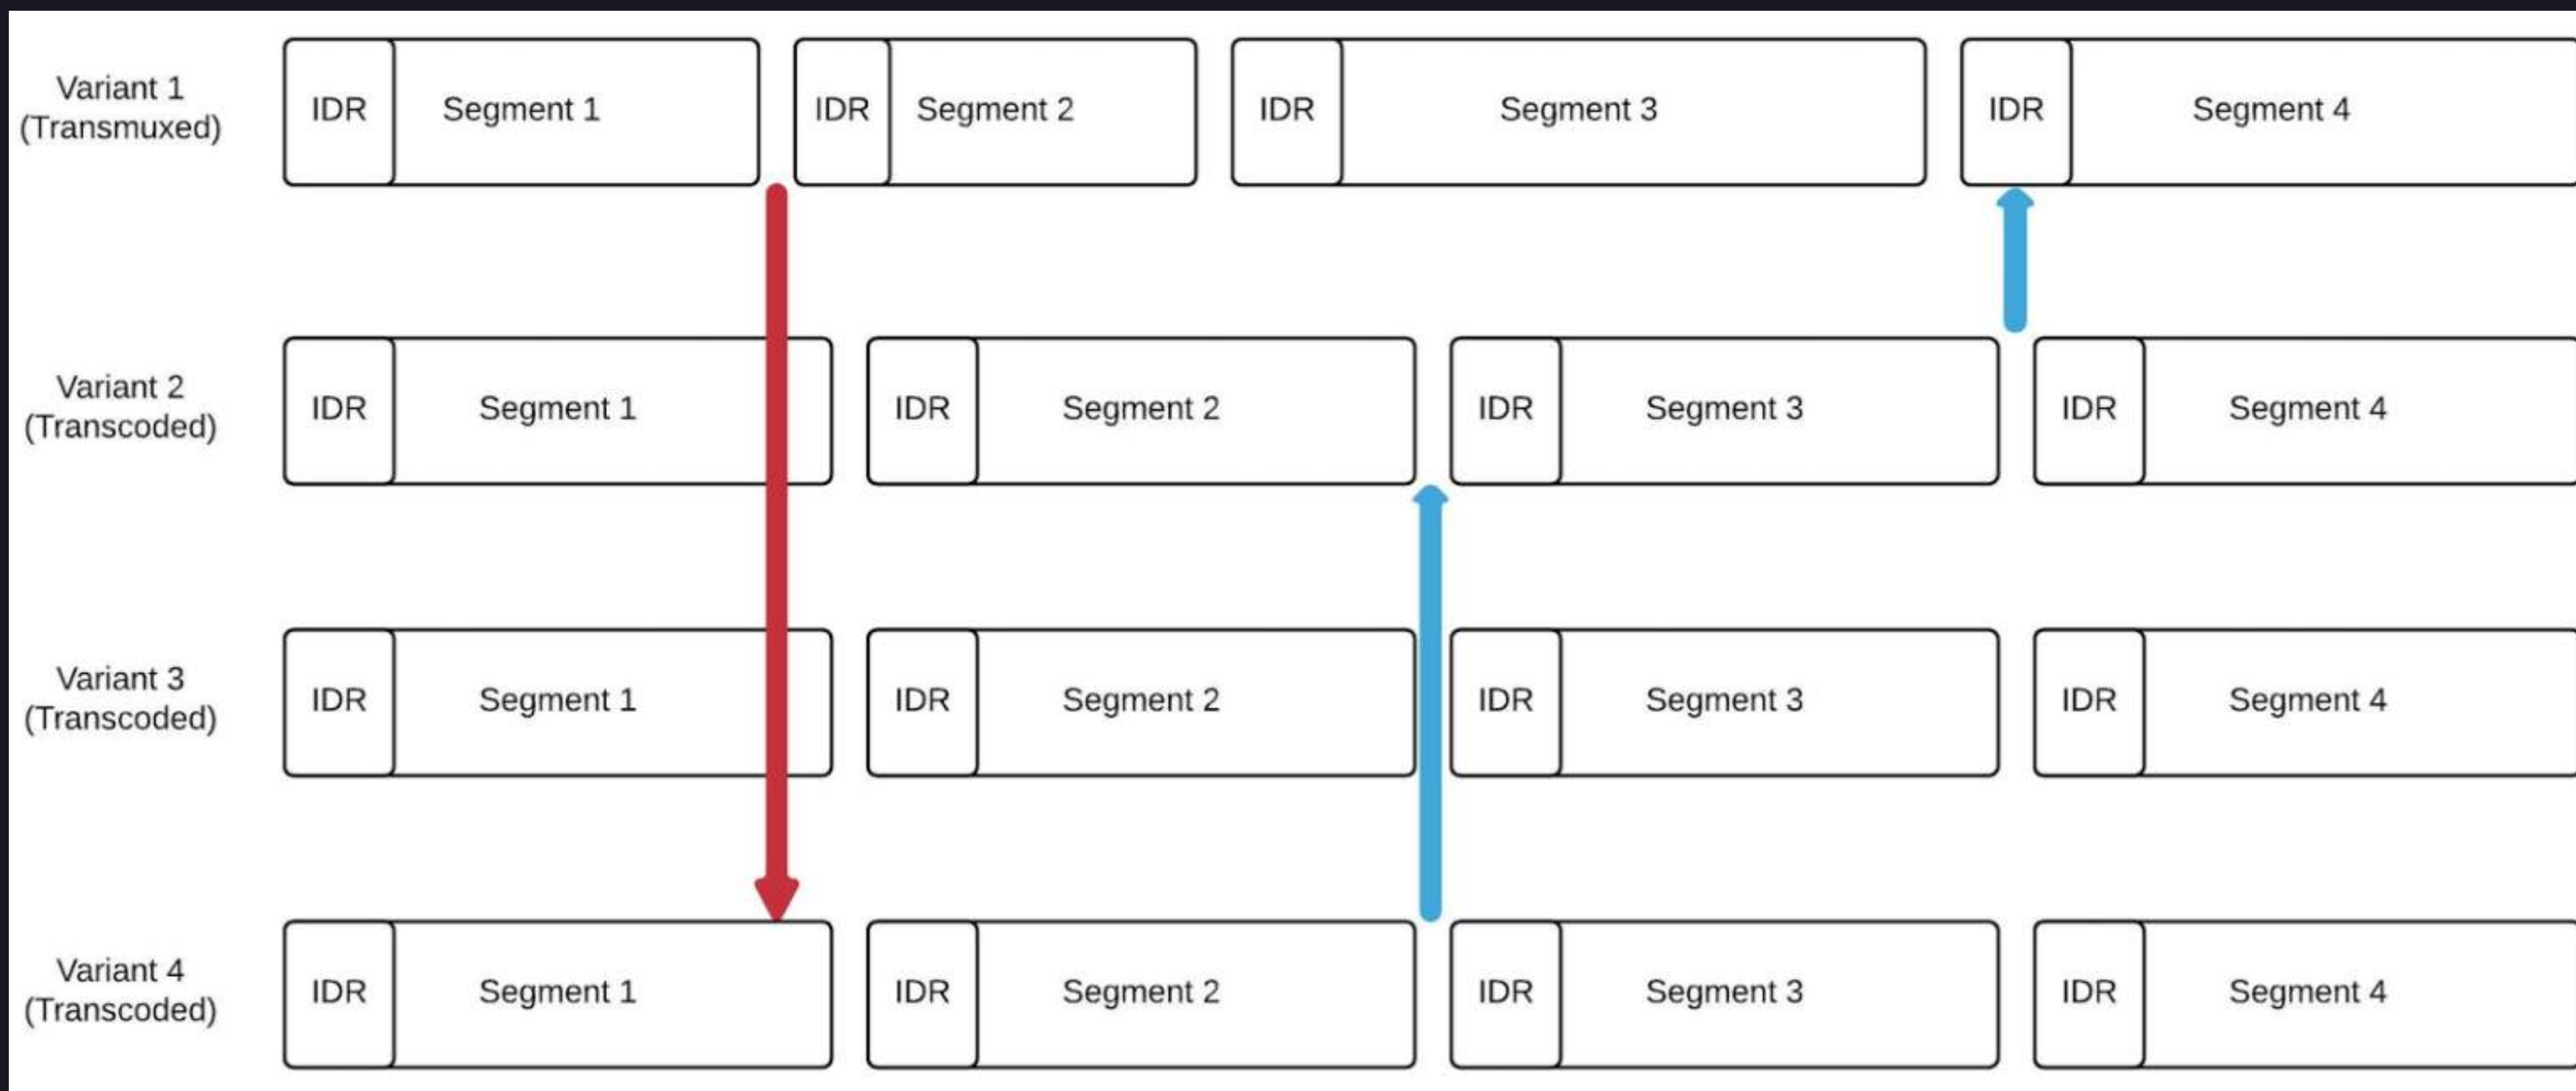 Variant 1
(Transmuxed)
IDR
Segment 1
IDR
Segment 2
IDR
Segment 3
IDR
Segment 4
Variant 2
(Transcoded)
IDR
Segment 1
IDR
Segment 2
IDR
Segment 3
IDR
Segment 4
Variant 3
(Transcoded)
IDR
Segment 1
IDR
Segment 2
IDR
Segment 3
IDR
Segment 4
Variant 4
(Transcoded)
IDR
Segment 1
IDR
Segment 2
IDR
Segment 3
IDR
Segment 4